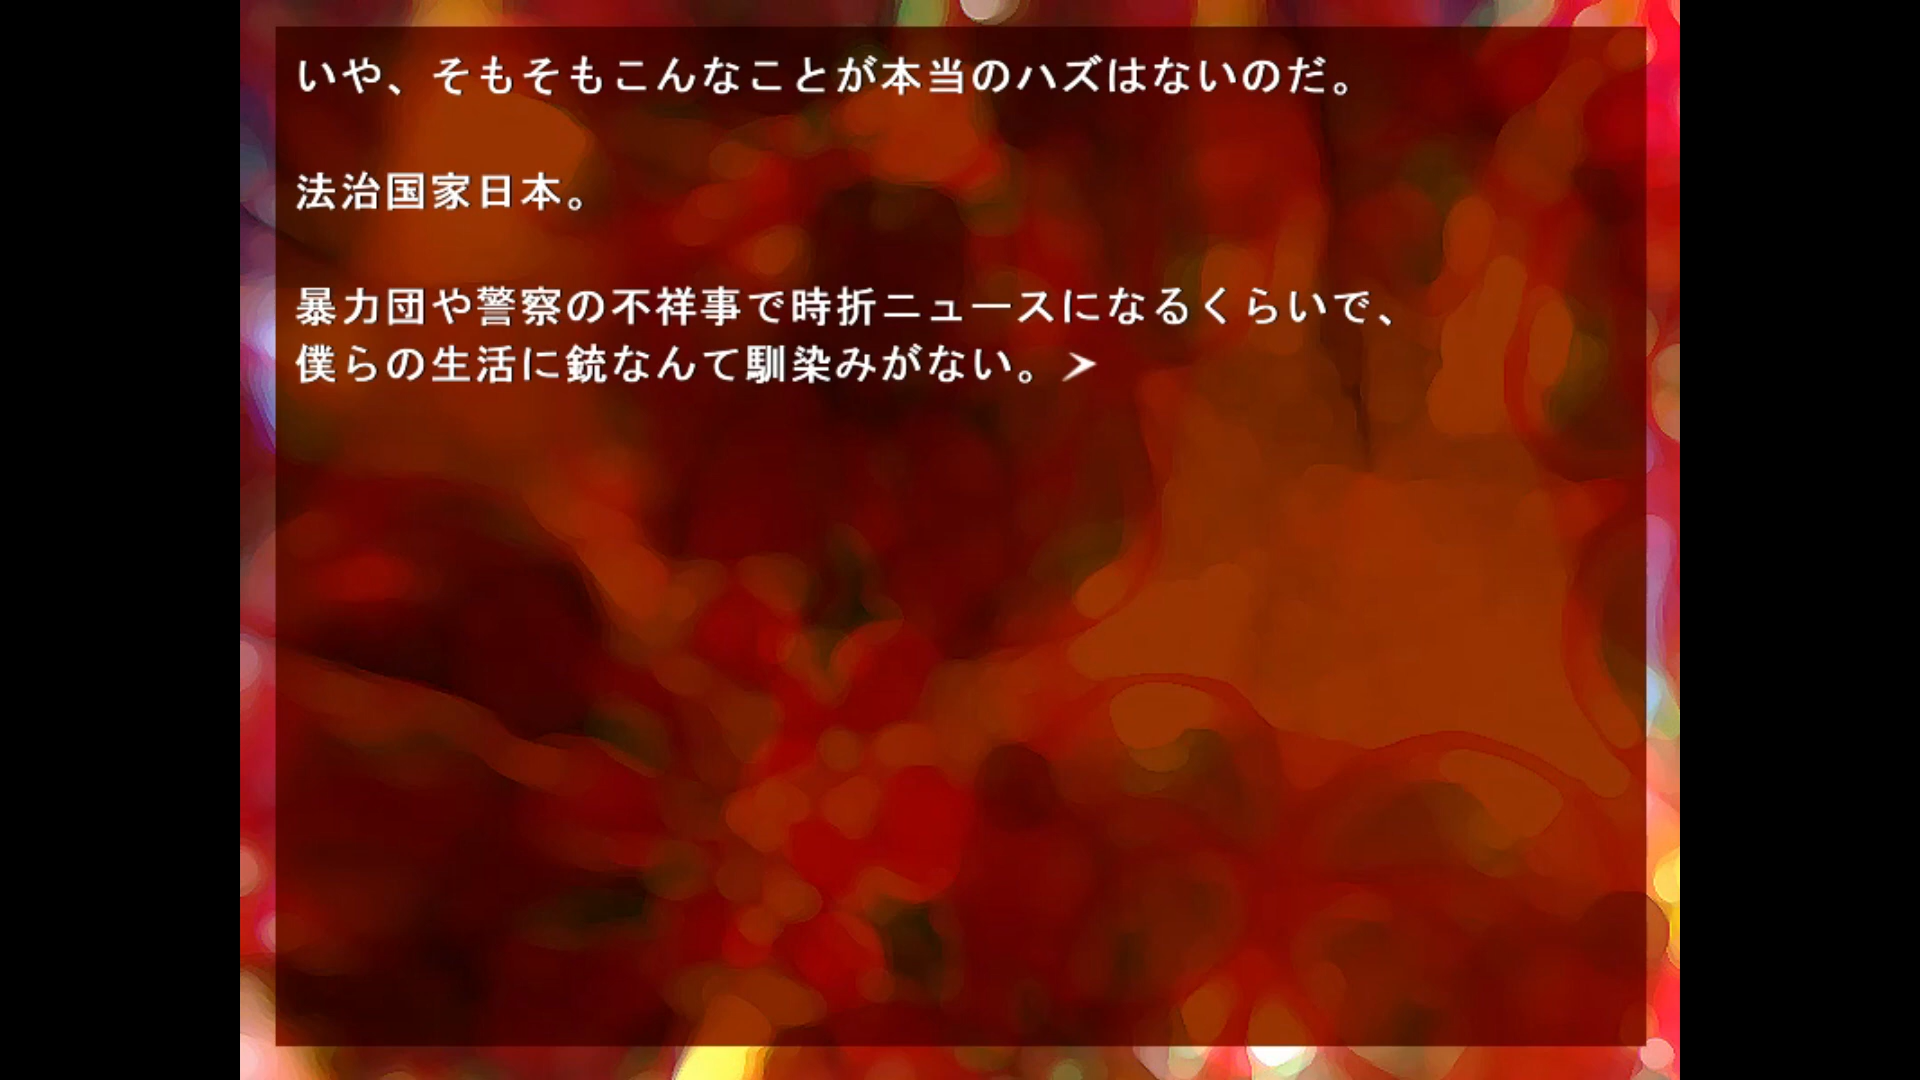 いや、そもそもこんなことが本当のハズはないのだ。
法治国家日本。
暴力団や警察の不祥事で時折ニュースになるくらいで、
僕らの生活に銃なんて馴染みがない。